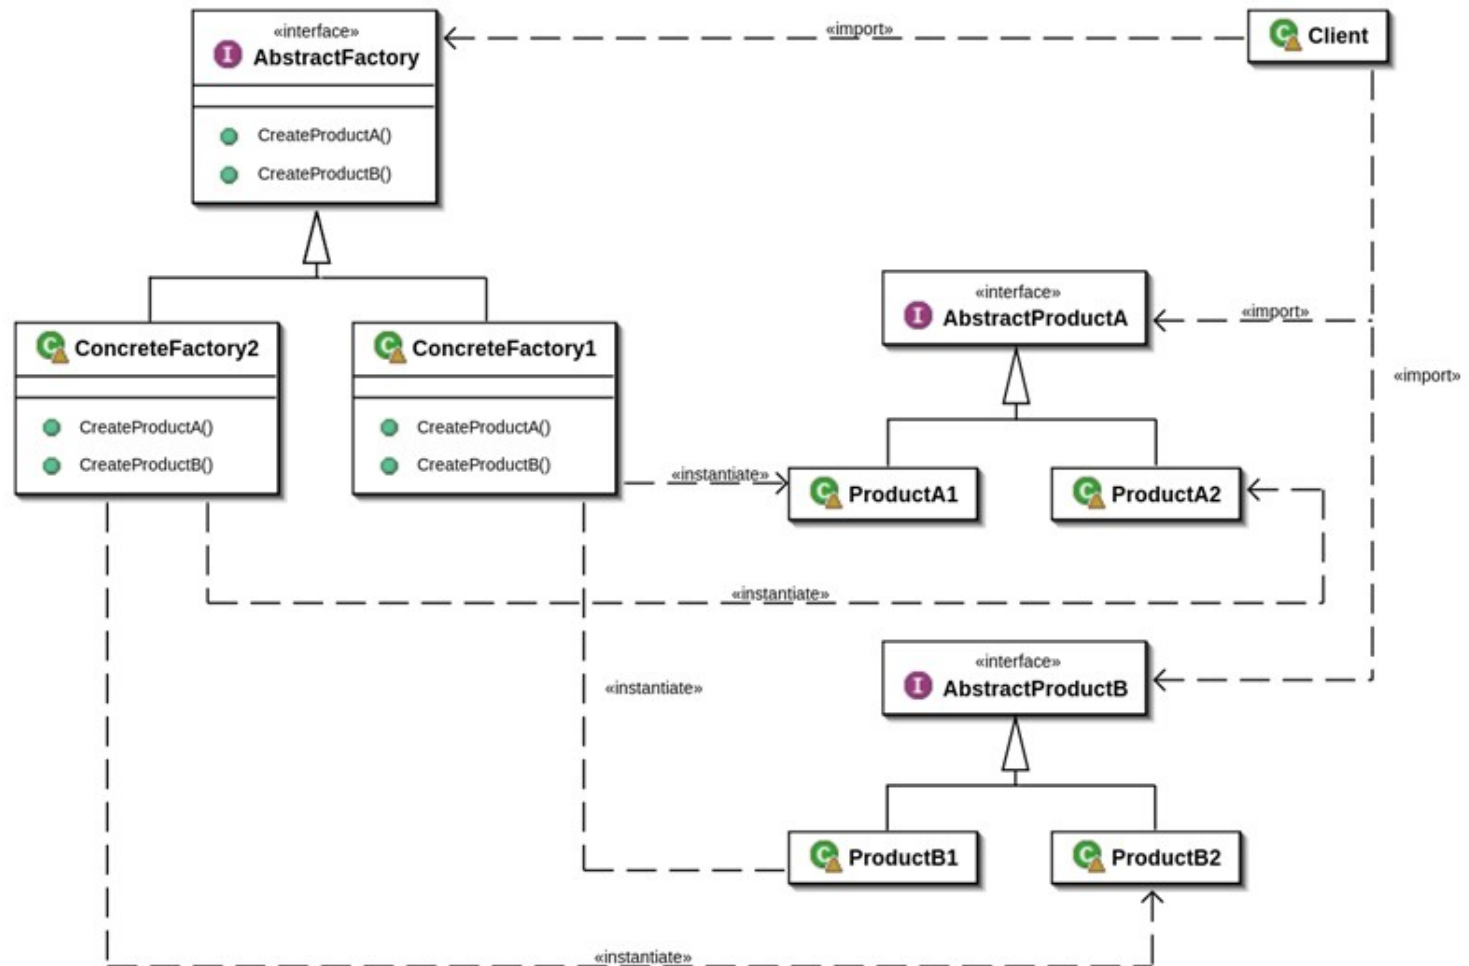 «interface»
AbstractFactory
CreateProductA()
CreateProductB()
«import»
Client
«interface»
AbstractProductA
«import»
«import»
ConcreteFactory2
CreateProductA()
CreateProductB()
ConcreteFactory1
CreateProductA()
CreateProductB()
«instantiate»
ProductA1
ProductA2
«instantiate»
«interface»
AbstractProductB
«instantiate»
ProductB1
ProductB2
«instantiate»